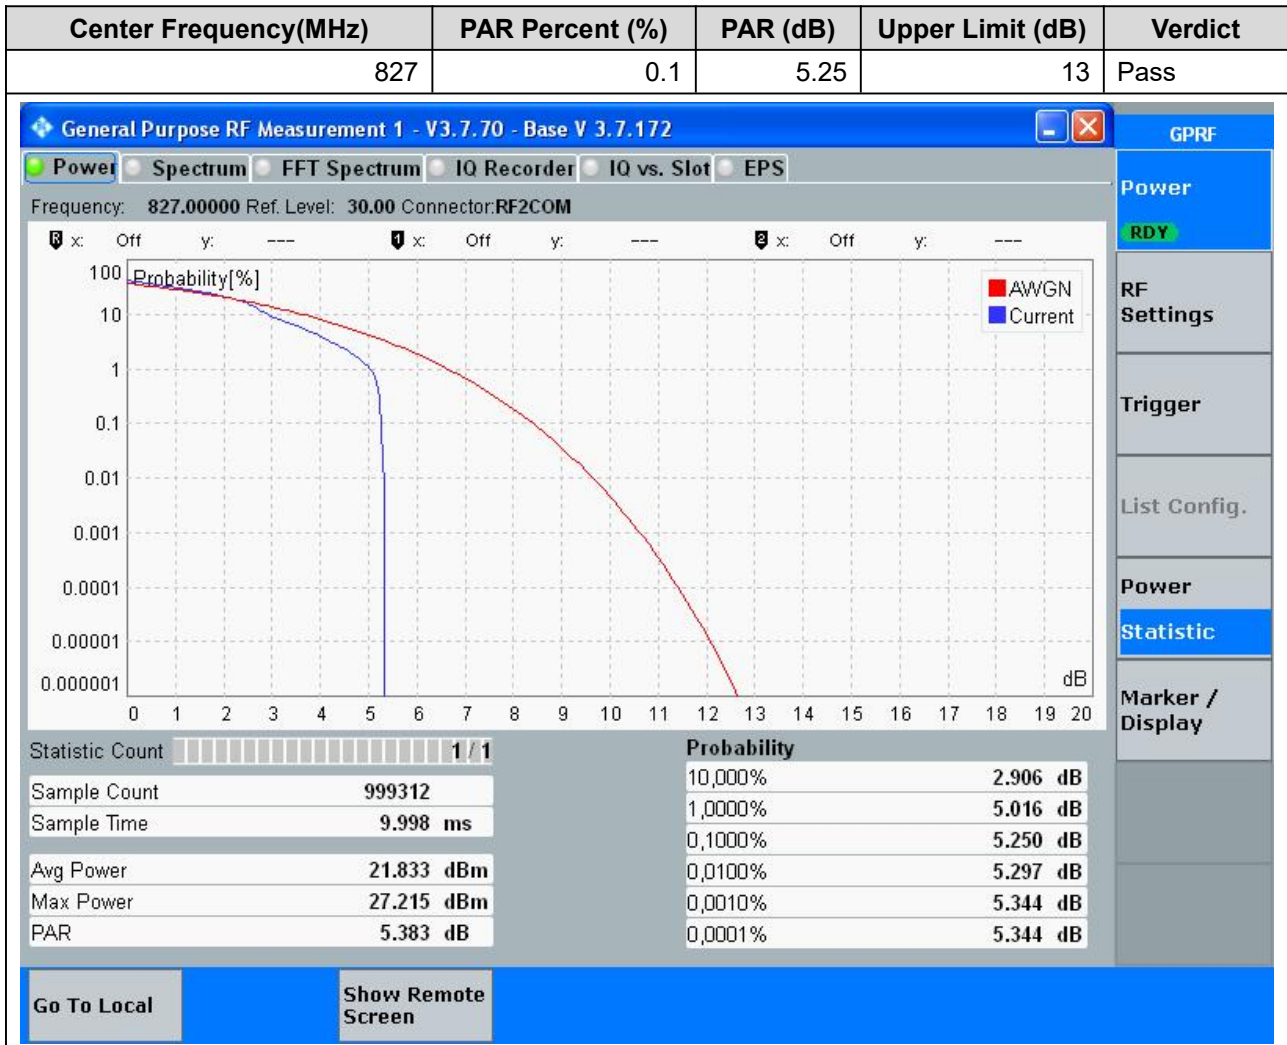 Center Frequency(MHz) PAR Percent (%) PAR (dB) Upper Limit (dB) Verdict
827 0.1 5.25 13 Pass
General Purpose RF Measurement 1 - V3.7.70 - Base V 3.7.172
GPRF
Power Spectrum FFT Spectrum IQ Recorder IQ vs. Slot EPS
Frequency: 827.00000 Ref. Level: 30.00 Connector:RF2COM
R x: Off y: --- 1 x: Off y: --- 2 x: Off y: ---
Probability[%]
AWGN
Current
100
10
1
0.1
0.01
0.001
0.0001
0.00001
0.000001
dB
0 1 2 3 4 5 6 7 8 9 10 11 12 13 14 15 16 17 18 19 20
Statistic Count 1 / 1
Sample Count 999312
Sample Time 9.998 ms
Avg Power 21.833 dBm
Max Power 27.215 dBm
PAR 5.383 dB
Probability
10,000% 2.906 dB
1,0000% 5.016 dB
0,1000% 5.250 dB
0,0100% 5.297 dB
0,0010% 5.344 dB
0,0001% 5.344 dB
Power
RDY
RF
Settings
Trigger
List Config.
Power
Statistic
Marker /
Display
Go To Local
Show Remote
Screen